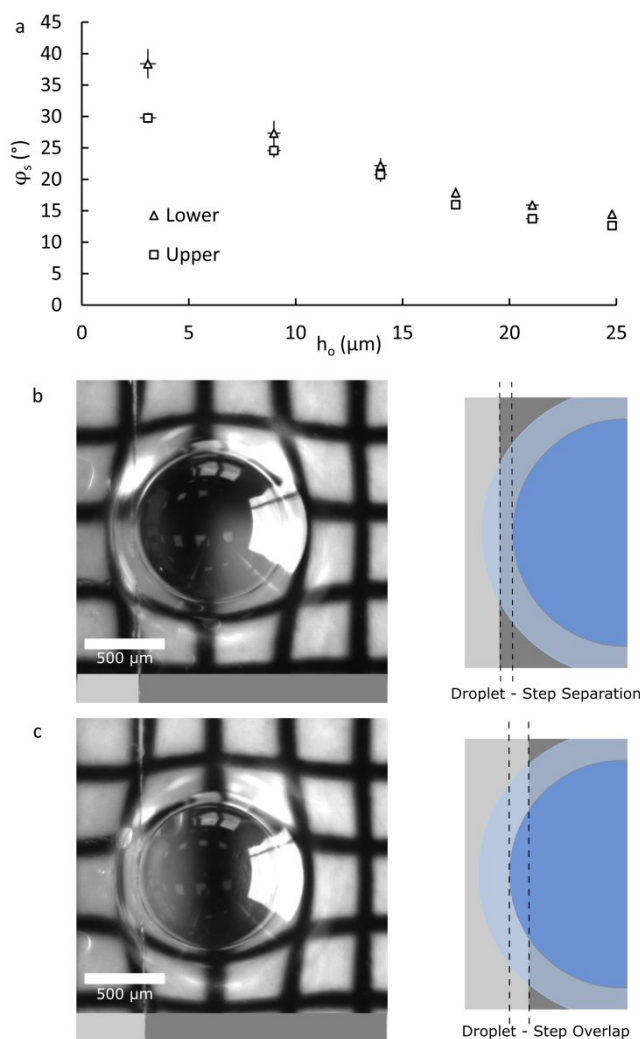 a
45
40
35
30
25
20
15
10
5
0
φs (°)
Lower
Upper
0 5 10 15 20 25
ho (μm)
b
500 μm
Droplet - Step Separation
c
500 μm
Droplet - Step Overlap